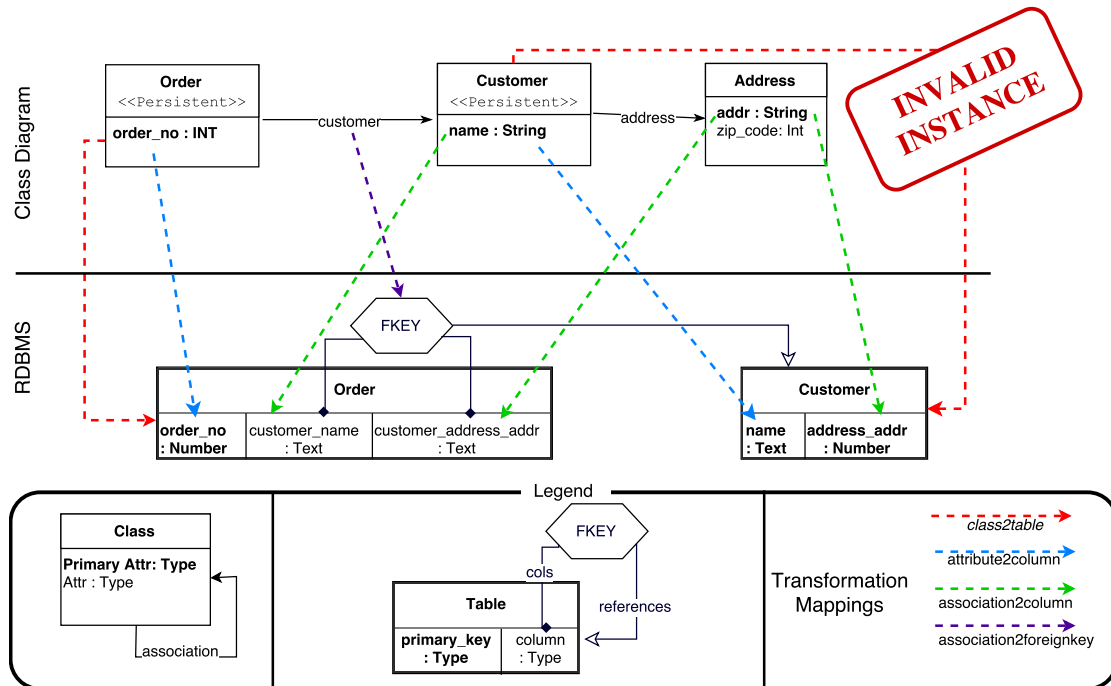 Class Diagram
Order
<<Persistent>>
order_no : INT
customer
Customer
<<Persistent>>
name : String
address
Address
addr : String
zip_code: Int
INVALID
INSTANCE
RDBMS
FKEY
Order
order_no
: Number
customer_name
: Text
customer_address_addr
: Text
Customer
name
: Text
address_addr
: Number
Legend
Class
Primary Attr: Type
Attr : Type
association
FKEY
cols
references
Table
primary_key
: Type
column
: Type
Transformation
Mappings
class2table
attribute2column
association2column
association2foreignkey